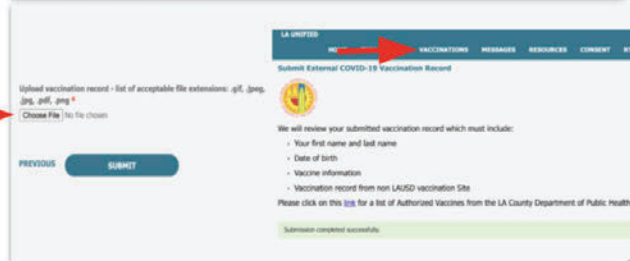 Upload vaccination record - list of acceptable file extensions: .gif, .jpeg,
.jpg, .pdf, .png *
Choose File No file chosen
PREVIOUS
SUBMIT
LA UNIFIED
VACCINATIONS MESSAGES RESOURCES CONSENT
Submit External COVID-19 Vaccination Record
We will review your submitted vaccination record which must include:
- Your first name and last name
- Date of birth
- Vaccine information
- Vaccination record from non LAUSD vaccination Site
Please click on this link for a list of Authorized Vaccines from the LA County Department of Public Health
Submission completed successfully.